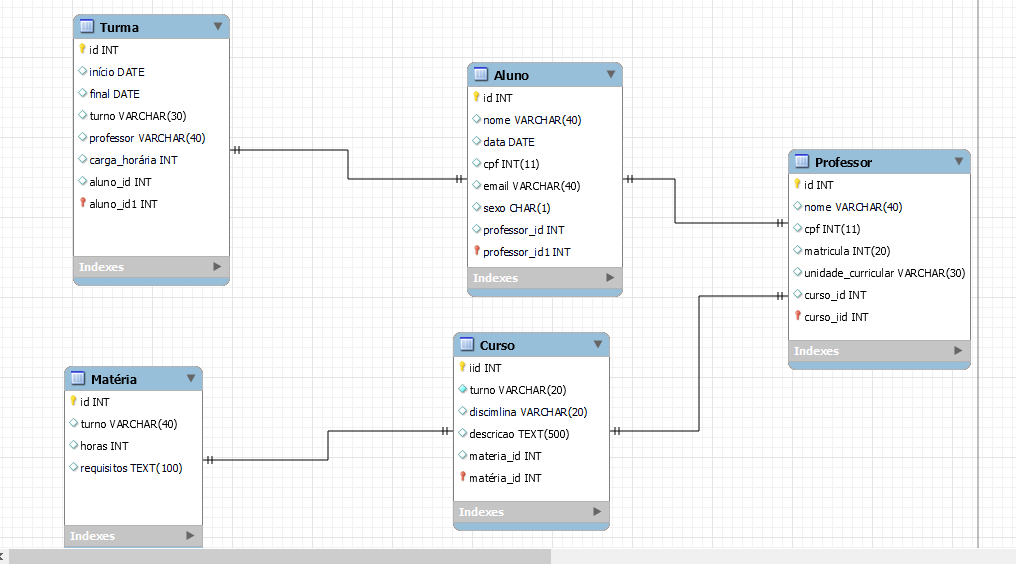 Turma
id INT
início DATE
final DATE
turno VARCHAR(30)
professor VARCHAR(40)
carga_horária INT
aluno_id INT
aluno_id1 INT
Indexes
Aluno
id INT
nome VARCHAR(40)
data DATE
cpf INT(11)
email VARCHAR(40)
sexo CHAR(1)
professor_id INT
professor_id1 INT
Indexes
Professor
id INT
nome VARCHAR(40)
cpf INT(11)
matricula INT(20)
unidade_curricular VARCHAR(30)
curso_id INT
curso_iid INT
Indexes
Matéria
id INT
turno VARCHAR(40)
horas INT
requisitos TEXT(100)
Indexes
Curso
iid INT
turno VARCHAR(20)
discimlina VARCHAR(20)
descricao TEXT(500)
materia_id INT
matéria_id INT
Indexes